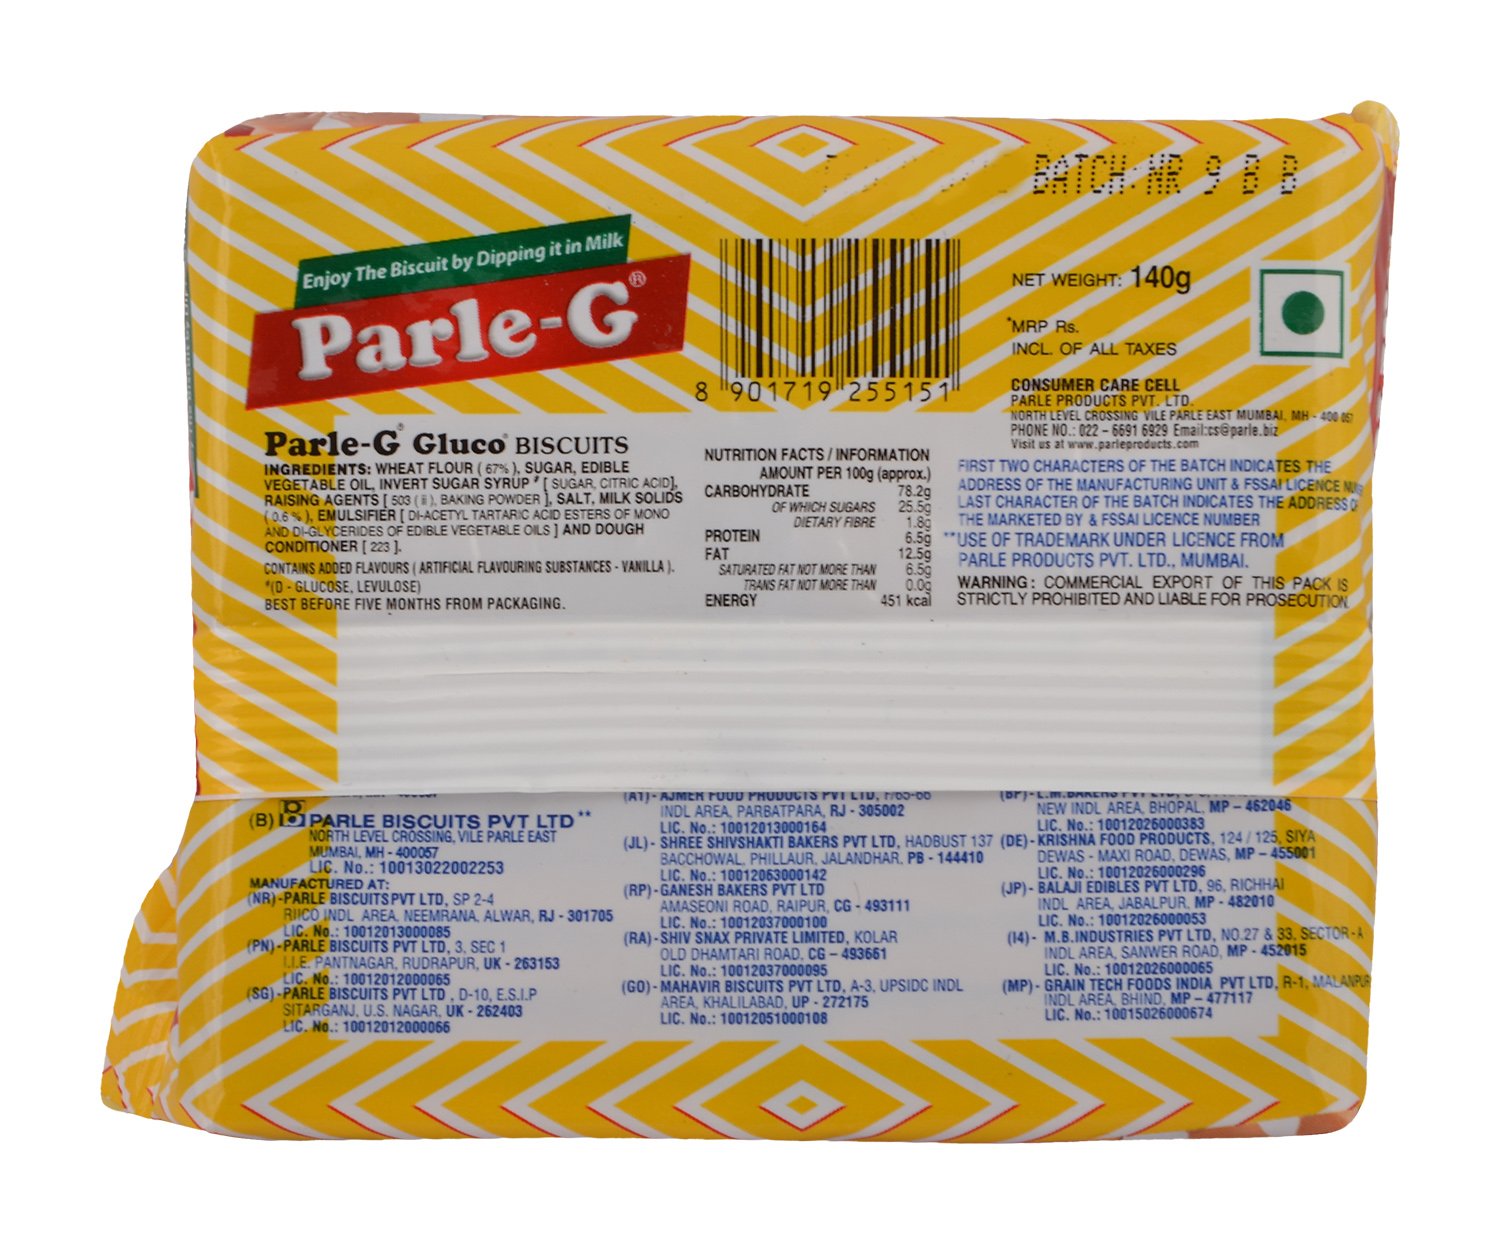 BATCH: NR 9 B B
Enjoy The Biscuit by Dipping it in Milk
Parle-G®
8 901719 255151
NET WEIGHT: 140g
*MRP Rs.
INCL. OF ALL TAXES
CONSUMER CARE CELL
PARLE PRODUCTS PVT. LTD.
NORTH LEVEL CROSSING VILE PARLE EAST MUMBAI, MH - 400 057
PHONE NO.: 022 - 6691 6929 Email:cs@parle.biz
Visit us at www.parleproducts.com
Parle-G® Gluco® BISCUITS
INGREDIENTS: WHEAT FLOUR ( 67% ), SUGAR, EDIBLE
VEGETABLE OIL, INVERT SUGAR SYRUP # [ SUGAR, CITRIC ACID],
RAISING AGENTS [ 503 ( ii ), BAKING POWDER ], SALT, MILK SOLIDS
( 0.6 % ), EMULSIFIER [ DI-ACETYL TARTARIC ACID ESTERS OF MONO
AND DI-GLYCERIDES OF EDIBLE VEGETABLE OILS ] AND DOUGH
CONDITIONER [ 223 ].
CONTAINS ADDED FLAVOURS ( ARTIFICIAL FLAVOURING SUBSTANCES - VANILLA ).
#(D - GLUCOSE, LEVULOSE)
BEST BEFORE FIVE MONTHS FROM PACKAGING.
NUTRITION FACTS / INFORMATION
AMOUNT PER 100g (approx.)
CARBOHYDRATE 78.2g
OF WHICH SUGARS 25.5g
DIETARY FIBRE 1.8g
PROTEIN 6.5g
FAT 12.5g
SATURATED FAT NOT MORE THAN 6.5g
TRANS FAT NOT MORE THAN 0.0g
ENERGY 451 kcal
FIRST TWO CHARACTERS OF THE BATCH INDICATES THE
ADDRESS OF THE MANUFACTURING UNIT & FSSAI LICENCE
LAST CHARACTER OF THE BATCH INDICATES THE ADDRESS
THE MARKETED BY & FSSAI LICENCE NUMBER
**USE OF TRADEMARK UNDER LICENCE FROM
PARLE PRODUCTS PVT. LTD., MUMBAI.
WARNING: COMMERCIAL EXPORT OF THIS PACK IS
STRICTLY PROHIBITED AND LIABLE FOR PROSECUTION.
(B) PARLE BISCUITS PVT LTD **
NORTH LEVEL CROSSING, VILE PARLE EAST
MUMBAI, MH - 400057
LIC. No.: 10013022002253
MANUFACTURED AT:
(NR)-PARLE BISCUITS PVT LTD, SP 2-4
RIICO INDL AREA, NEEMRANA, ALWAR, RJ - 301705
LIC. No.: 10012013000085
(PN)-PARLE BISCUITS PVT LTD, 3, SEC 1
I.I.E. PANTNAGAR, RUDRAPUR, UK - 263153
LIC. No.: 10012012000065
(SG)-PARLE BISCUITS PVT LTD , D-10, E.S.I.P
SITARGANJ, U.S. NAGAR, UK - 262403
LIC. No.: 10012012000066
(A1)- AJMER FOOD PRODUCTS PVT LTD,
INDL AREA, PARBATPARA, RJ - 305002
LIC. No.: 10012013000164
(JL)- SHREE SHIVSHAKTI BAKERS PVT LTD, HADBUST 137
BACCHOWAL, PHILLAUR, JALANDHAR, PB - 144410
LIC. No.: 10012063000142
(RP)-GANESH BAKERS PVT LTD
AMASEONI ROAD, RAIPUR, CG - 493111
LIC. No.: 10012037000100
(RA)-SHIV SNAX PRIVATE LIMITED, KOLAR
OLD DHAMTARI ROAD, CG – 493661
LIC. No.: 10012037000095
(GO)-MAHAVIR BISCUITS PVT LTD, A-3, UPSIDC INDL
AREA, KHALILABAD, UP - 272175
LIC. No.: 10012051000108
(BP)-L.M.BAKERS PVT LTD,
NEW INDL AREA, BHOPAL, MP – 462046
LIC. No.: 10012026000383
(DE)-KRISHNA FOOD PRODUCTS, 124 / 125, SIYA
DEWAS - MAXI ROAD, DEWAS, MP – 455001
LIC. No.: 10012026000296
(JP)- BALAJI EDIBLES PVT LTD, 96, RICHHAI
INDL AREA, JABALPUR, MP - 482010
LIC. No.: 10012026000053
(I4)- M.B.INDUSTRIES PVT LTD, NO.27 & 33, SECTOR-A
INDL AREA, SANWER ROAD, MP - 452015
LIC. No.: 10012026000065
(MP)- GRAIN TECH FOODS INDIA PVT LTD, R-1, MALANPUR
INDL AREA, BHIND, MP – 477117
LIC. No.: 10015026000674